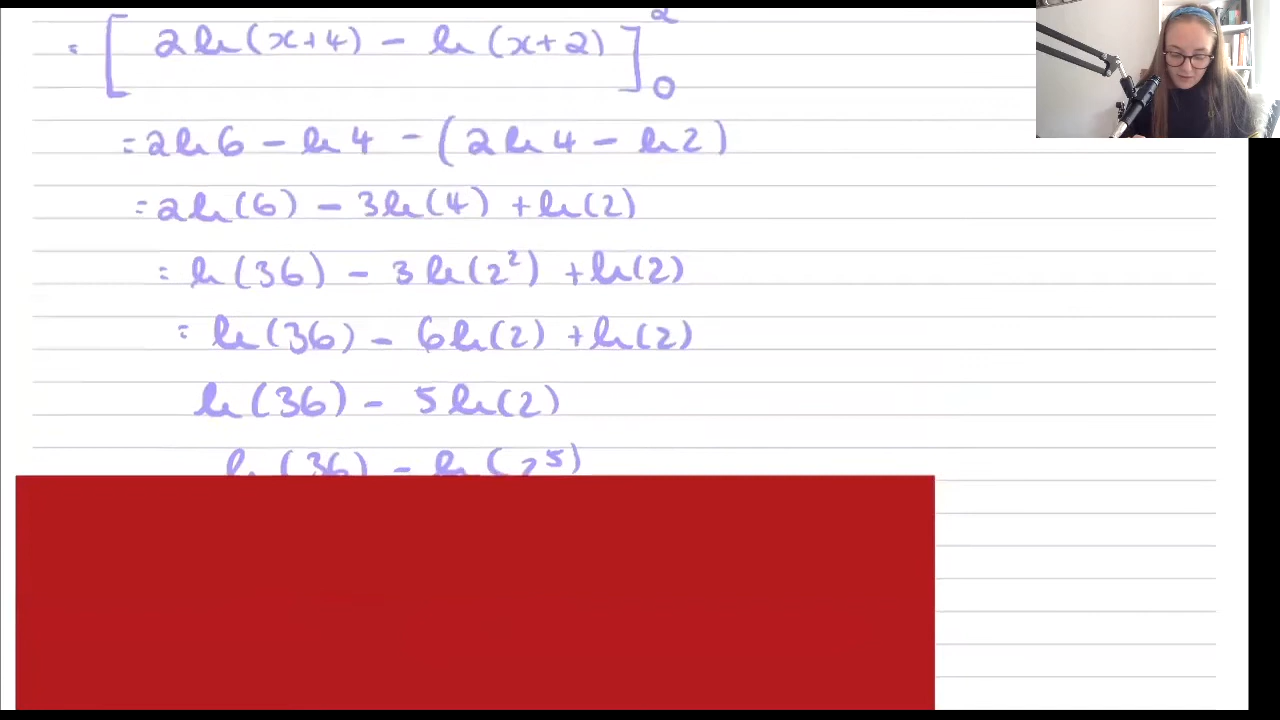 = [ 2ln(x+4) - ln(x+2) ]₀²
= 2ln6 - ln4 - (2ln4 - ln2)
= 2ln(6) - 3ln(4) + ln(2)
= ln(36) - 3ln(2²) + ln(2)
= ln(36) - 6ln(2) + ln(2)
ln(36) - 5ln(2)
ln(36) - ln(2⁵)